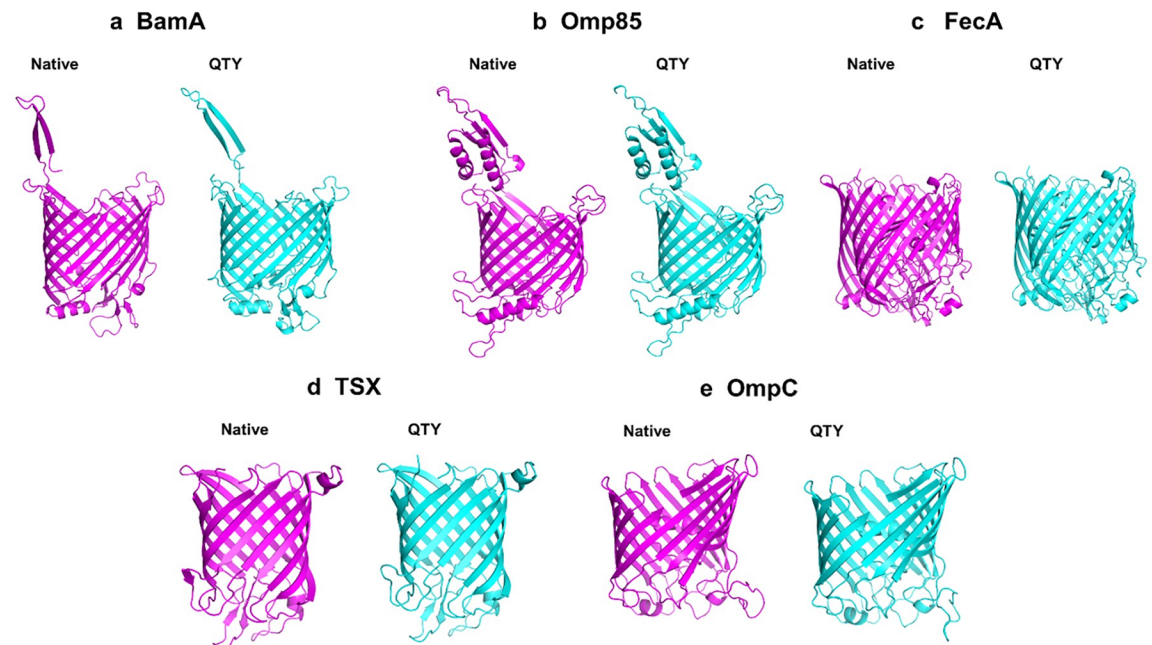 a BamA
b Omp85
c FecA
Native
QTY
Native
QTY
Native
QTY
d TSX
e OmpC
Native
QTY
Native
QTY